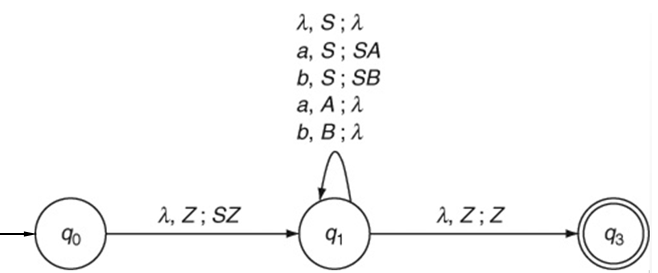 λ, S ; λ
a, S ; SA
b, S ; SB
a, A ; λ
b, B ; λ
λ, Z ; SZ
λ, Z ; Z
q₀
q₁
q₃